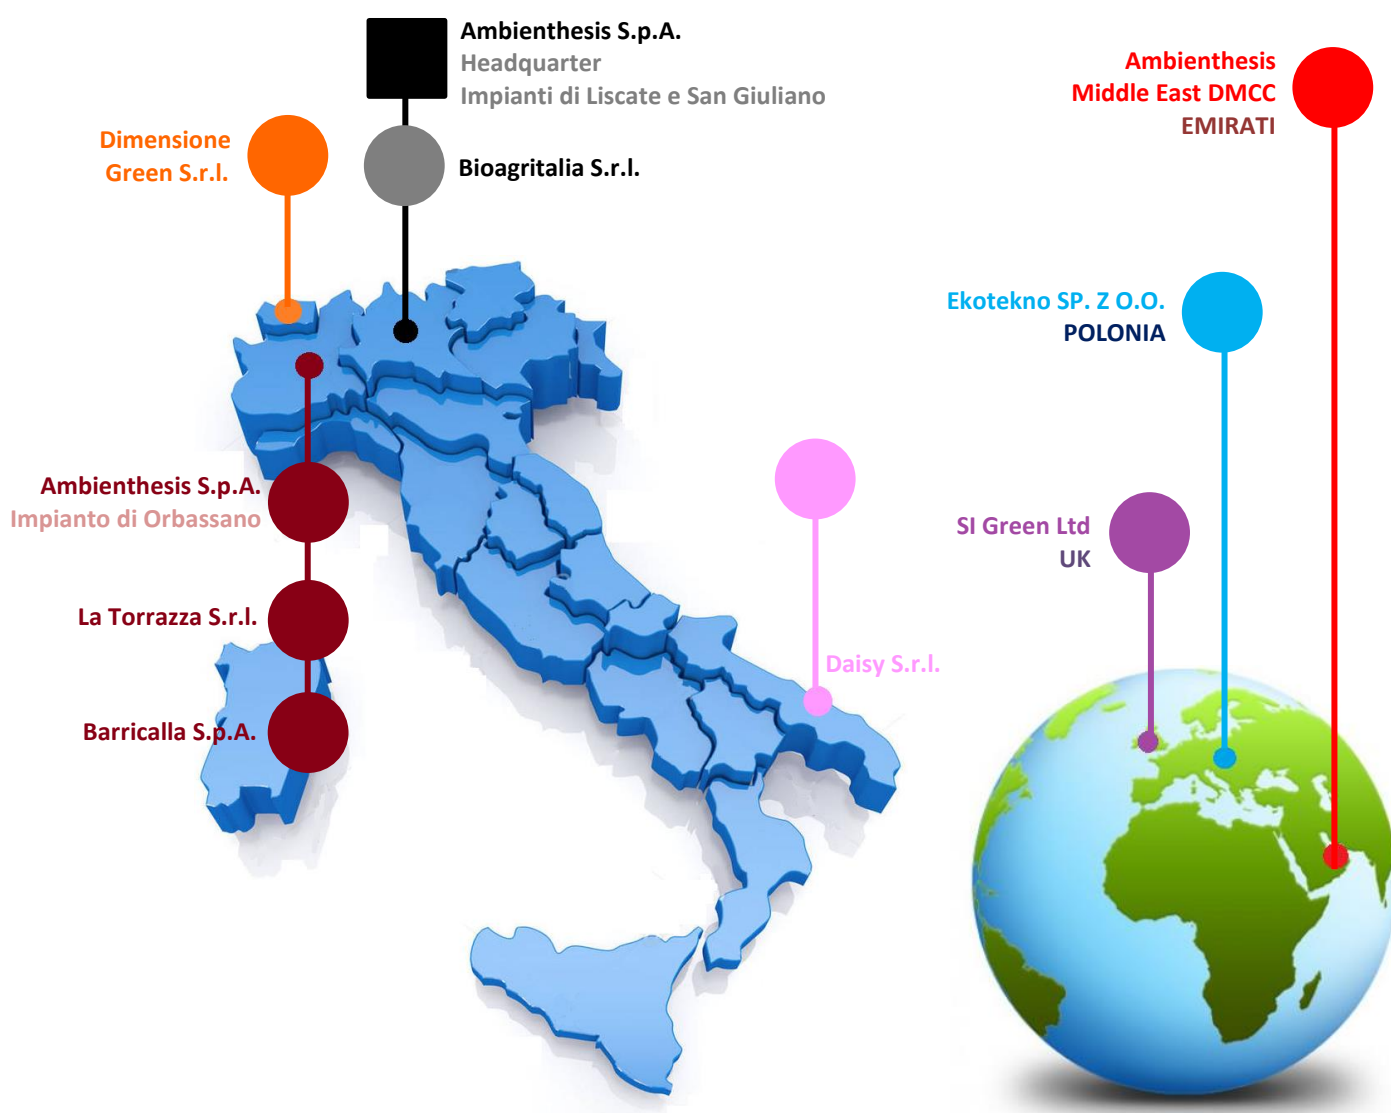 Ambienthesis S.p.A.
Headquarter
Impianti di Liscate e San Giuliano
Dimensione
Green S.r.l.
Bioagritalia S.r.l.
Ambienthesis S.p.A.
Impianto di Orbassano
La Torrazza S.r.l.
Barricalla S.p.A.
Daisy S.r.l.
Ambienthesis
Middle East DMCC
EMIRATI
Ekotekno SP. Z O.O.
POLONIA
SI Green Ltd
UK